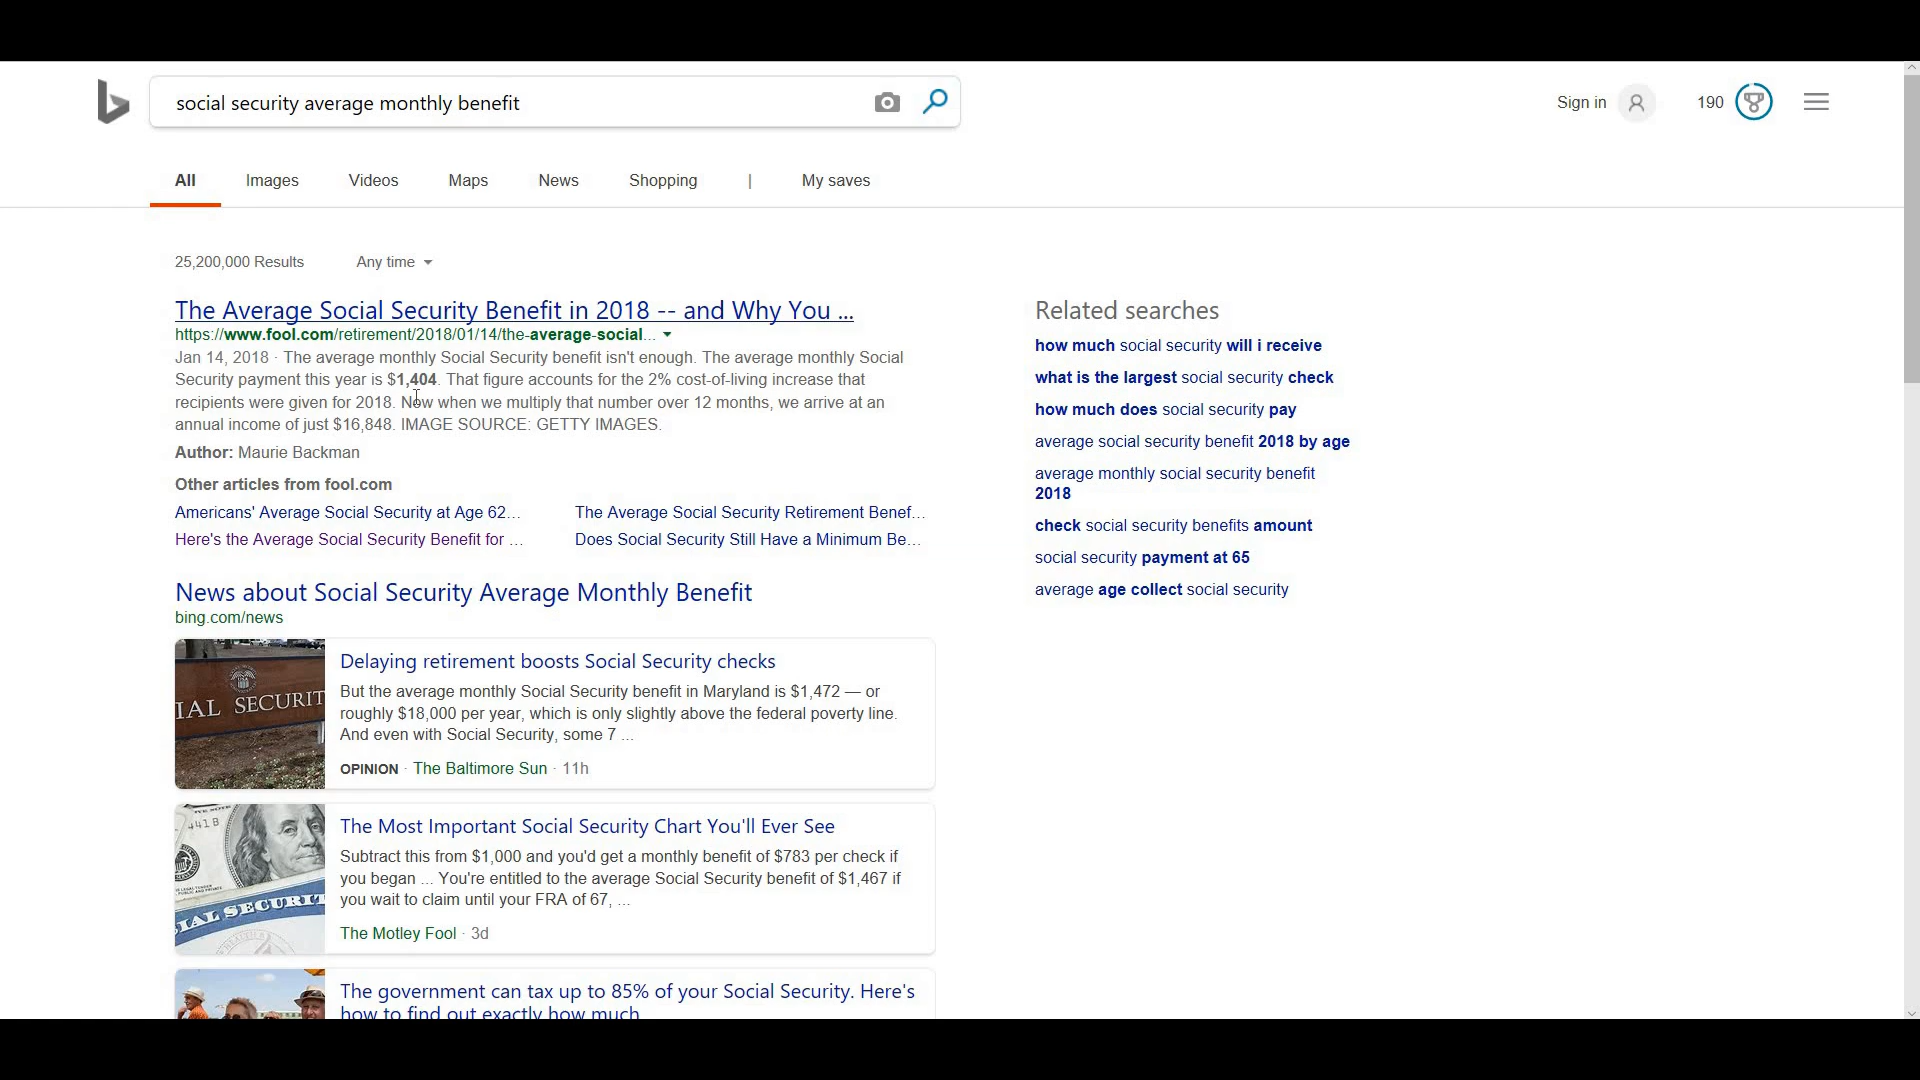 social security average monthly benefit
Sign in
190
All
Images
Videos
Maps
News
Shopping
|
My saves
25,200,000 Results
Any time
The Average Social Security Benefit in 2018 -- and Why You ...
https://www.fool.com/retirement/2018/01/14/the-average-social...
Jan 14, 2018 · The average monthly Social Security benefit isn't enough. The average monthly Social
Security payment this year is $1,404. That figure accounts for the 2% cost-of-living increase that
recipients were given for 2018. Now when we multiply that number over 12 months, we arrive at an
annual income of just $16,848. IMAGE SOURCE: GETTY IMAGES.
Author: Maurie Backman
Other articles from fool.com
Americans' Average Social Security at Age 62...
The Average Social Security Retirement Benef...
Here's the Average Social Security Benefit for ...
Does Social Security Still Have a Minimum Be...
News about Social Security Average Monthly Benefit
bing.com/news
IAL SECURIT
Delaying retirement boosts Social Security checks
But the average monthly Social Security benefit in Maryland is $1,472 — or
roughly $18,000 per year, which is only slightly above the federal poverty line.
And even with Social Security, some 7 ...
OPINION · The Baltimore Sun · 11h
441B
IAL SECURIT
The Most Important Social Security Chart You'll Ever See
Subtract this from $1,000 and you'd get a monthly benefit of $783 per check if
you began ... You're entitled to the average Social Security benefit of $1,467 if
you wait to claim until your FRA of 67, ...
The Motley Fool · 3d
The government can tax up to 85% of your Social Security. Here's
how to find out exactly how much
Related searches
how much social security will i receive
what is the largest social security check
how much does social security pay
average social security benefit 2018 by age
average monthly social security benefit
2018
check social security benefits amount
social security payment at 65
average age collect social security